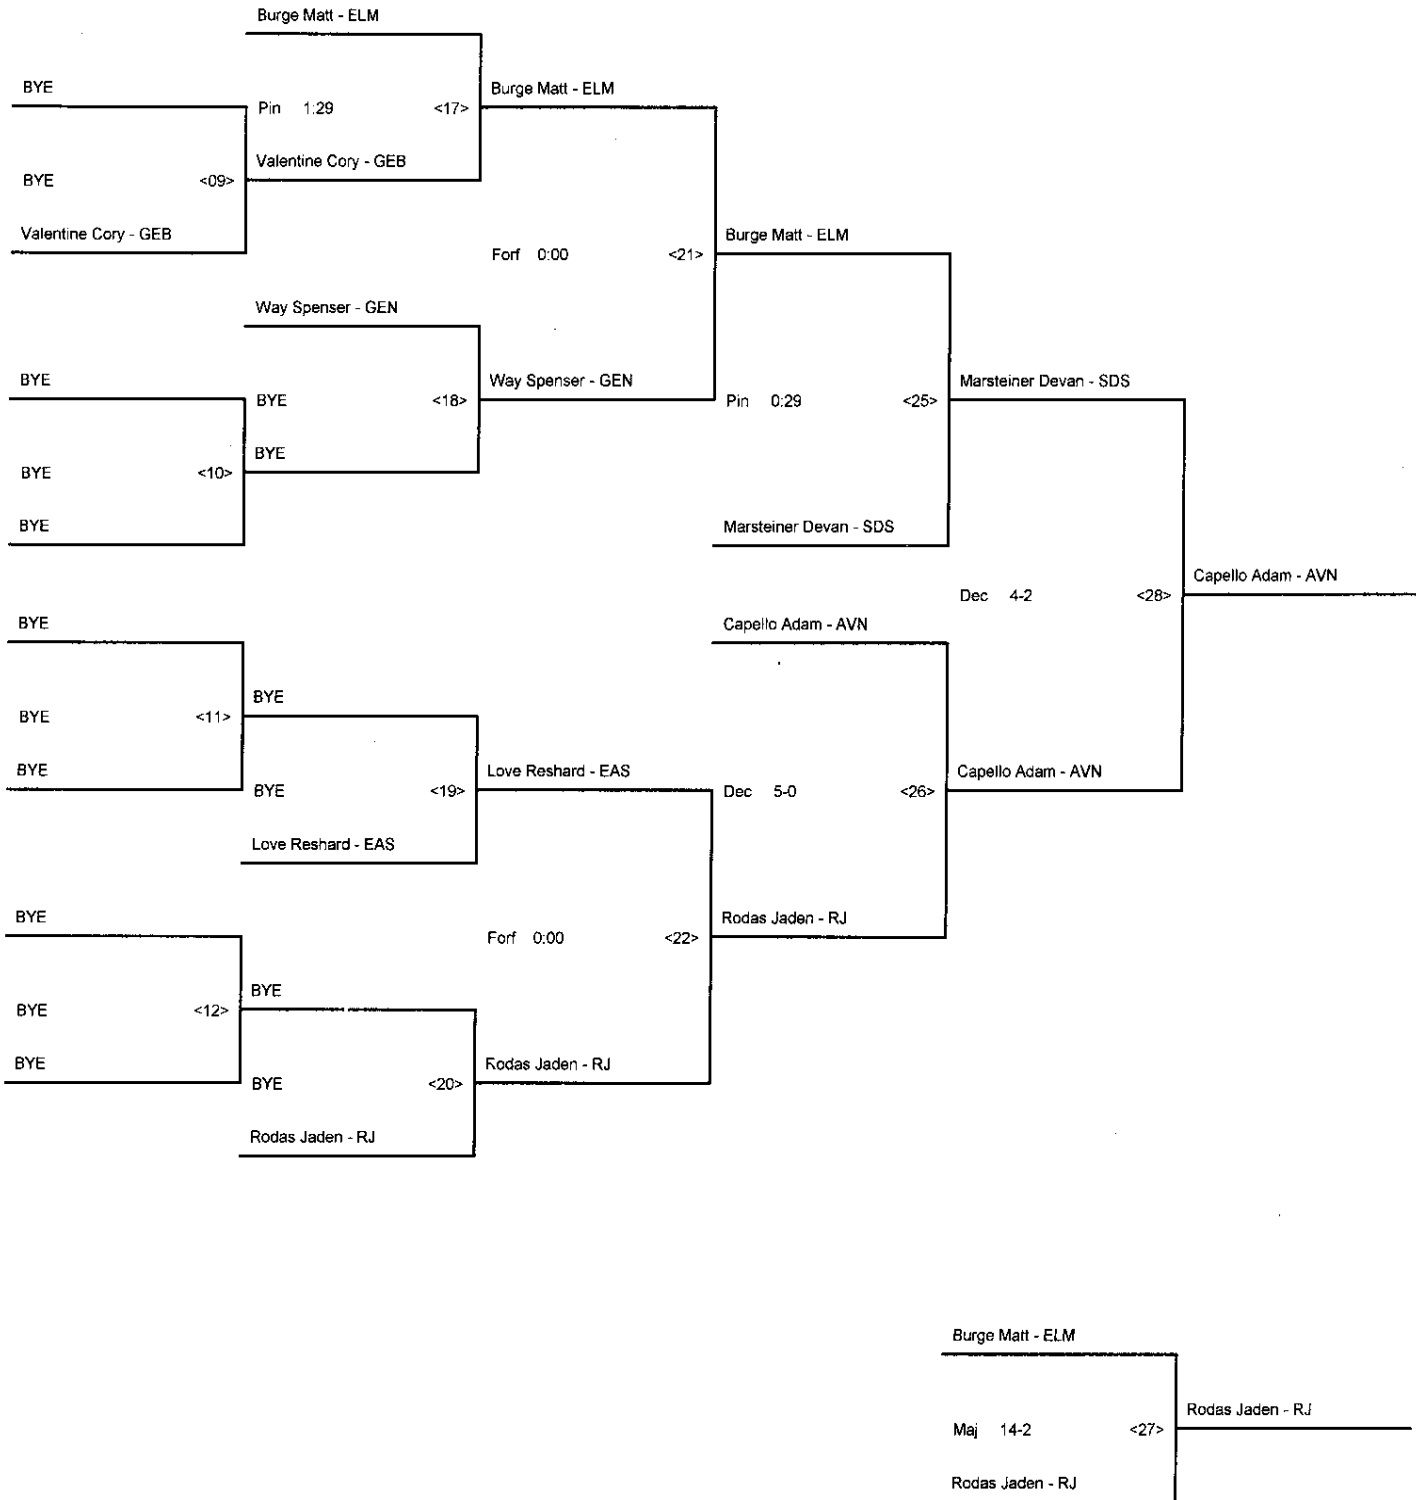 Burge Matt - ELM
BYE
Burge Matt - ELM
Pin 1:29 <17>
Valentine Cory - GEB
BYE <09>
Valentine Cory - GEB
Burge Matt - ELM
Forf 0:00 <21>
Way Spenser - GEN
BYE
Way Spenser - GEN
Marsteiner Devan - SDS
BYE <18>
Pin 0:29 <25>
BYE
BYE <10>
BYE
Marsteiner Devan - SDS
Capello Adam - AVN
Dec 4-2 <28>
BYE
Capello Adam - AVN
BYE
BYE <11>
BYE
Love Reshard - EAS
Capello Adam - AVN
BYE <19>
Dec 5-0 <26>
Love Reshard - EAS
BYE
Rodas Jaden - RJ
Forf 0:00 <22>
BYE
BYE <12>
BYE
Rodas Jaden - RJ
BYE <20>
Rodas Jaden - RJ
Burge Matt - ELM
Rodas Jaden - RJ
Maj 14-2 <27>
Rodas Jaden - RJ